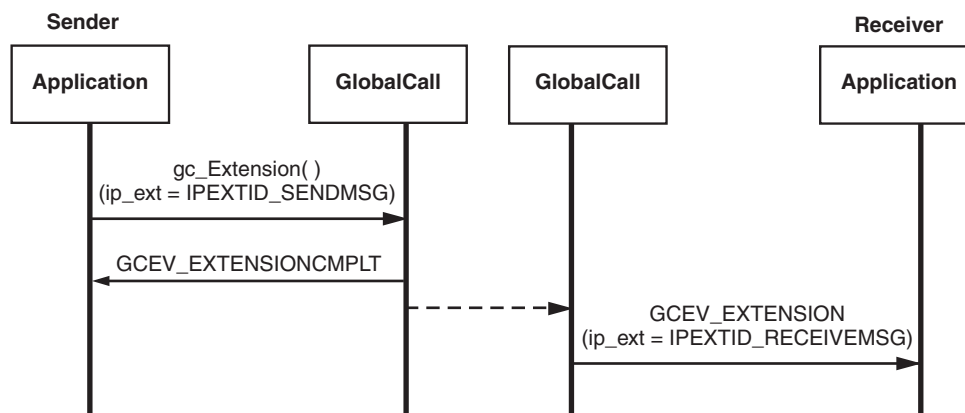 Sender
Receiver
Application
GlobalCall
GlobalCall
Application
gc_Extension( )
(ip_ext = IPEXTID_SENDMSG)
GCEV_EXTENSIONCMPLT
GCEV_EXTENSION
(ip_ext = IPEXTID_RECEIVEMSG)